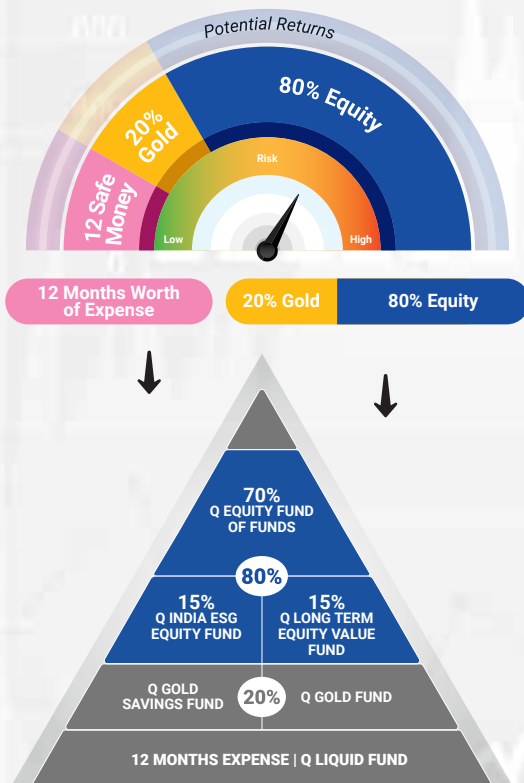 Potential Returns
80% Equity
20%
Gold
12 Safe
Money
Risk
Low
High
12 Months Worth
of Expense
20% Gold
80% Equity
70%
Q EQUITY FUND
OF FUNDS
80%
15%
Q INDIA ESG
EQUITY FUND
15%
Q LONG TERM
EQUITY VALUE
FUND
Q GOLD
SAVINGS FUND
20%
Q GOLD FUND
12 MONTHS EXPENSE | Q LIQUID FUND